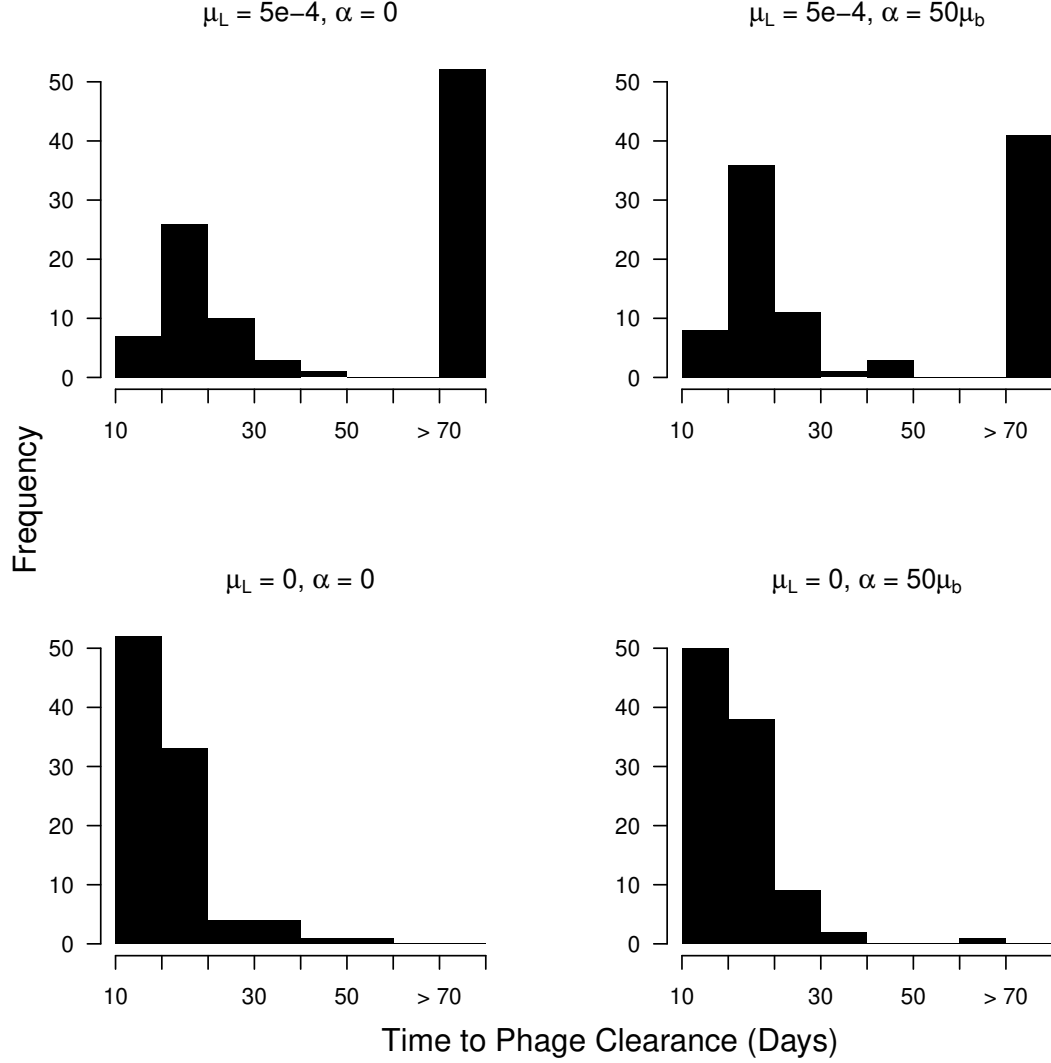 μL = 5e−4, α = 0
μL = 5e−4, α = 50μb
50
40
30
20
10
0
10 30 50 > 70
50
40
30
20
10
0
10 30 50 > 70
Frequency
μL = 0, α = 0
μL = 0, α = 50μb
50
40
30
20
10
0
10 30 50 > 70
50
40
30
20
10
0
10 30 50 > 70
Time to Phage Clearance (Days)